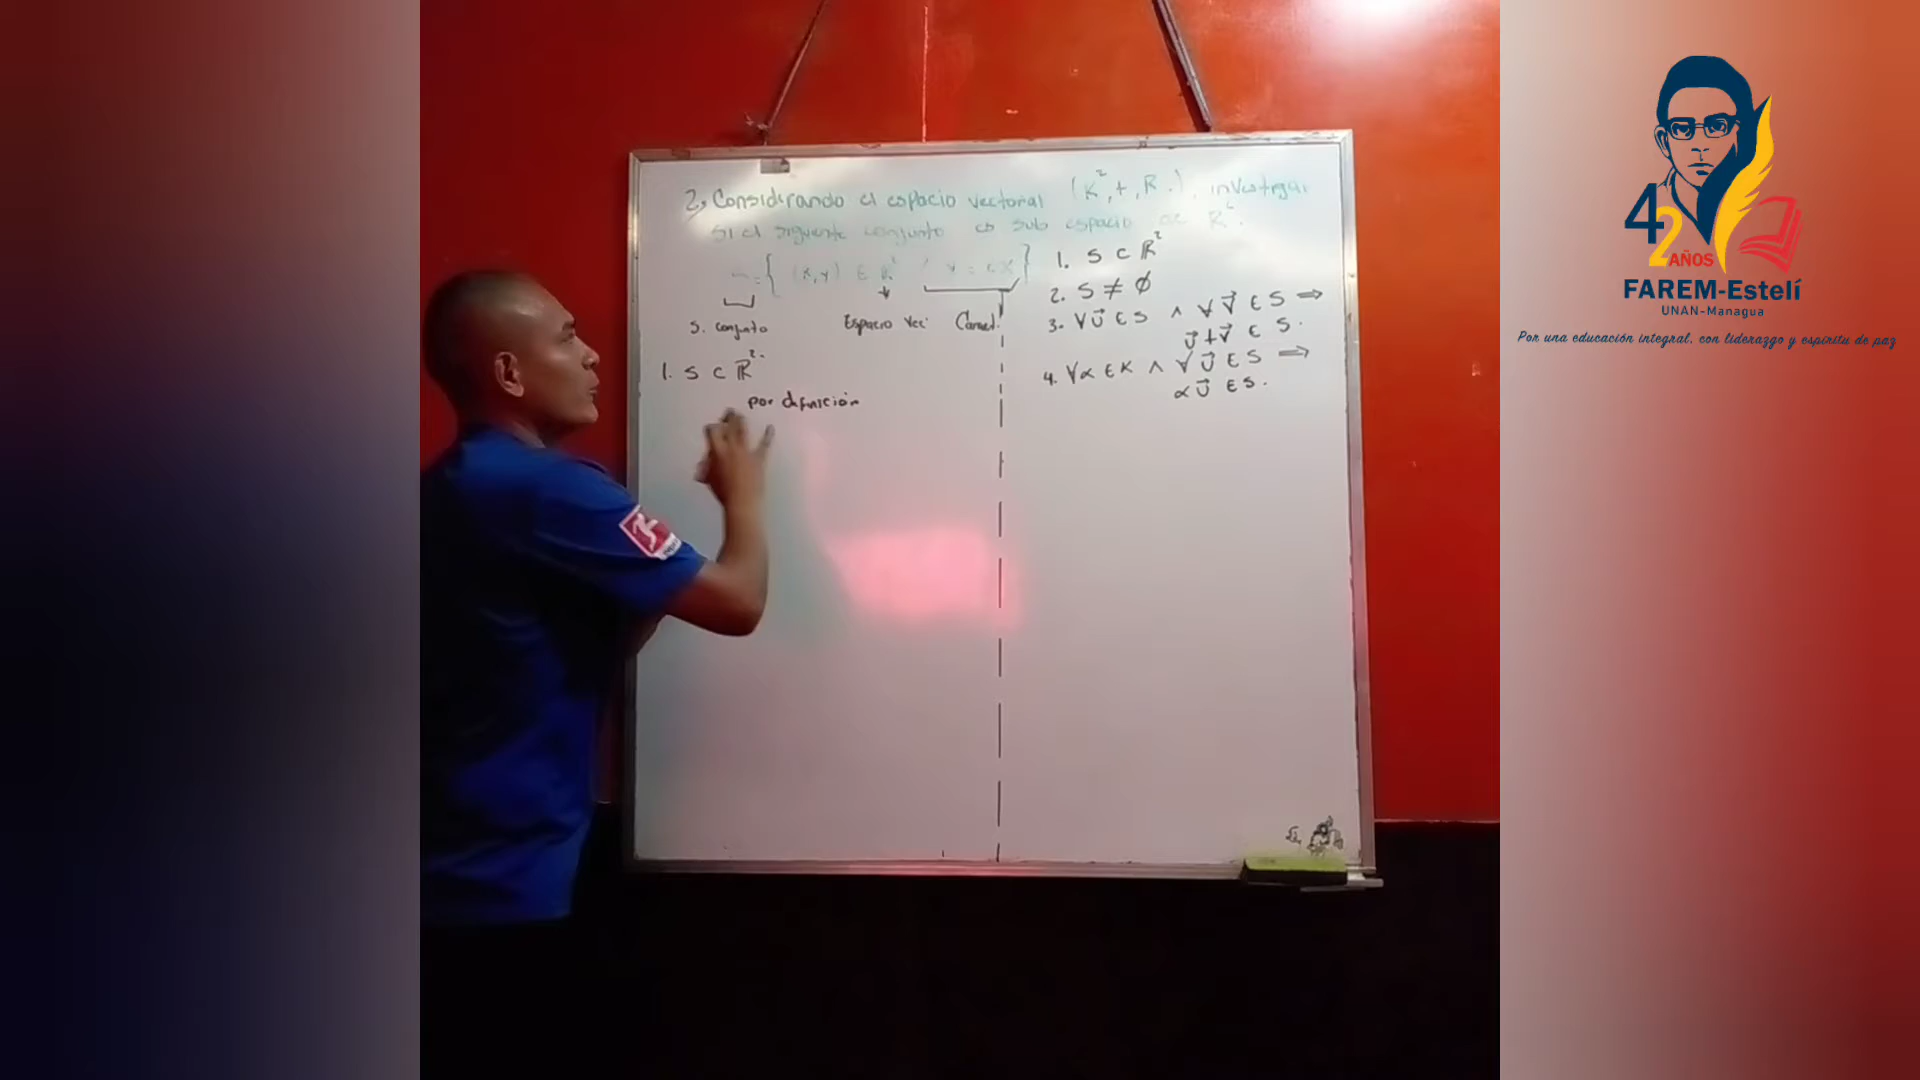 2, Considerando el espacio vectorial (K², +, R .), investigar
si el siguiente conjunto es sub espacio de R².
= { (x,y) ∈ R² / y = x }
S. conjunto
Espacio Vec
1. S ⊂ ℝ².
por definición
1. S ⊂ ℝ²
2. S ≠ ∅
3. ∀ u⃗ ∈ S ∧ ∀ v⃗ ∈ S ⇒
u⃗ + v⃗ ∈ S.
4. ∀ α ∈ K ∧ ∀ u⃗ ∈ S ⇒
α u⃗ ∈ S.
42
AÑOS
FAREM-Estelí
UNAN-Managua
Por una educación integral, con liderazgo y espíritu de paz